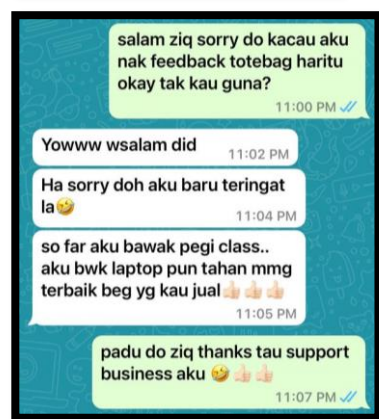 salam ziq sorry do kacau aku
nak feedback totebag haritu
okay tak kau guna?
11:00 PM
Yowww wsalam did
11:02 PM
Ha sorry doh aku baru teringat
la🤣
11:04 PM
so far aku bawak pegi class..
aku bwk laptop pun tahan mmg
terbaik beg yg kau jual👍🏻👍🏻👍🏻
11:05 PM
padu do ziq thanks tau support
business aku 🤣👍🏻👍🏻
11:07 PM